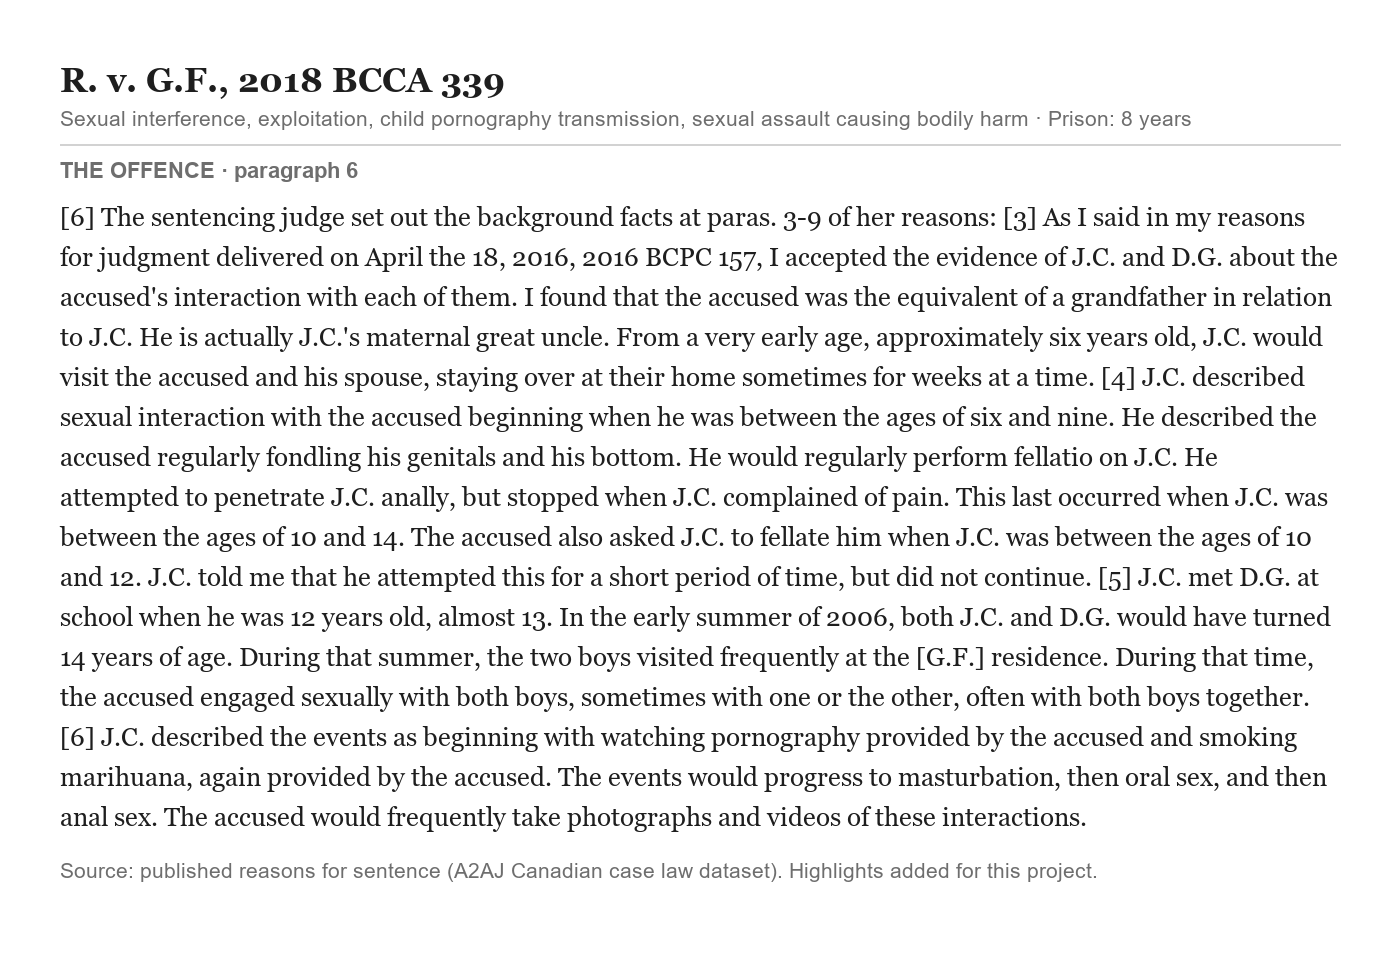 R. v. G.F., 2018 BCCA 339
Sexual interference, exploitation, child pornography transmission, sexual assault causing bodily harm · Prison: 8 years
THE OFFENCE · paragraph 6
[6] The sentencing judge set out the background facts at paras. 3-9 of her reasons: [3] As I said in my reasons
for judgment delivered on April the 18, 2016, 2016 BCPC 157, I accepted the evidence of J.C. and D.G. about the
accused's interaction with each of them. I found that the accused was the equivalent of a grandfather in relation
to J.C. He is actually J.C.'s maternal great uncle. From a very early age, approximately six years old, J.C. would
visit the accused and his spouse, staying over at their home sometimes for weeks at a time. [4] J.C. described
sexual interaction with the accused beginning when he was between the ages of six and nine. He described the
accused regularly fondling his genitals and his bottom. He would regularly perform fellatio on J.C. He
attempted to penetrate J.C. anally, but stopped when J.C. complained of pain. This last occurred when J.C. was
between the ages of 10 and 14. The accused also asked J.C. to fellate him when J.C. was between the ages of 10
and 12. J.C. told me that he attempted this for a short period of time, but did not continue. [5] J.C. met D.G. at
school when he was 12 years old, almost 13. In the early summer of 2006, both J.C. and D.G. would have turned
14 years of age. During that summer, the two boys visited frequently at the [G.F.] residence. During that time,
the accused engaged sexually with both boys, sometimes with one or the other, often with both boys together.
[6] J.C. described the events as beginning with watching pornography provided by the accused and smoking
marihuana, again provided by the accused. The events would progress to masturbation, then oral sex, and then
anal sex. The accused would frequently take photographs and videos of these interactions.
Source: published reasons for sentence (A2AJ Canadian case law dataset). Highlights added for this project.